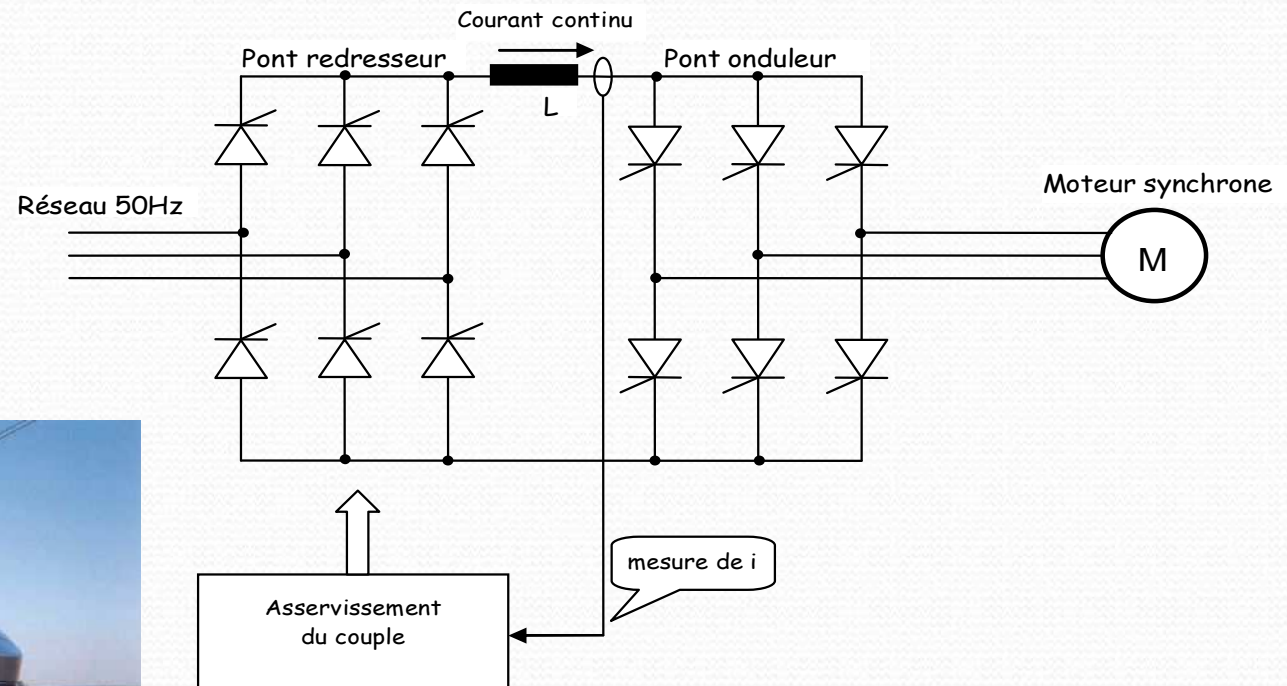 Courant continu
Pont redresseur
Pont onduleur
L
Réseau 50Hz
Moteur synchrone
M
mesure de i
Asservissement
du couple